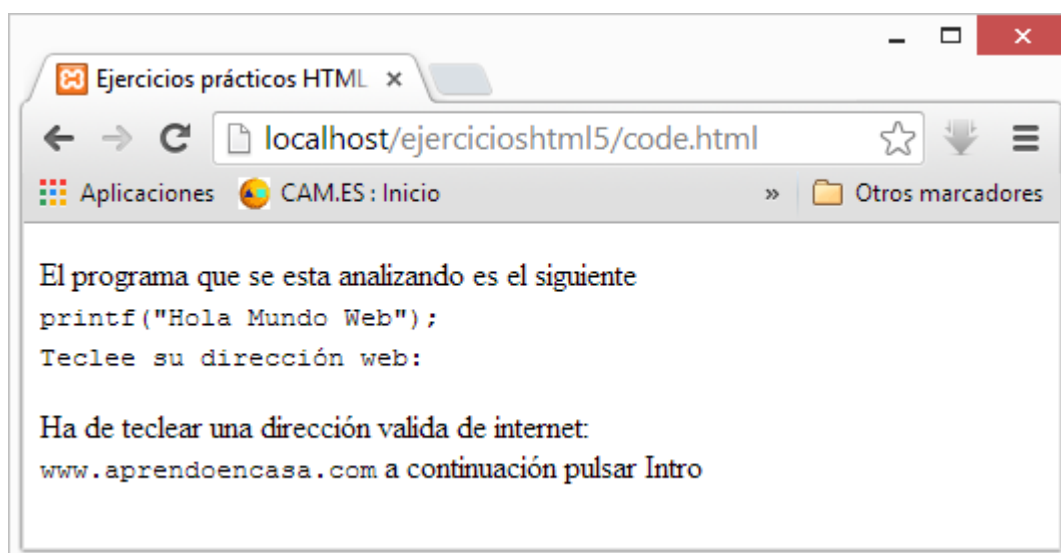 Ejercicios prácticos HTML
localhost/ejercicioshtml5/code.html
Aplicaciones CAM.ES : Inicio » Otros marcadores
El programa que se esta analizando es el siguiente
printf("Hola Mundo Web");
Teclee su dirección web:
Ha de teclear una dirección valida de internet:
www.aprendoencasa.com a continuación pulsar Intro